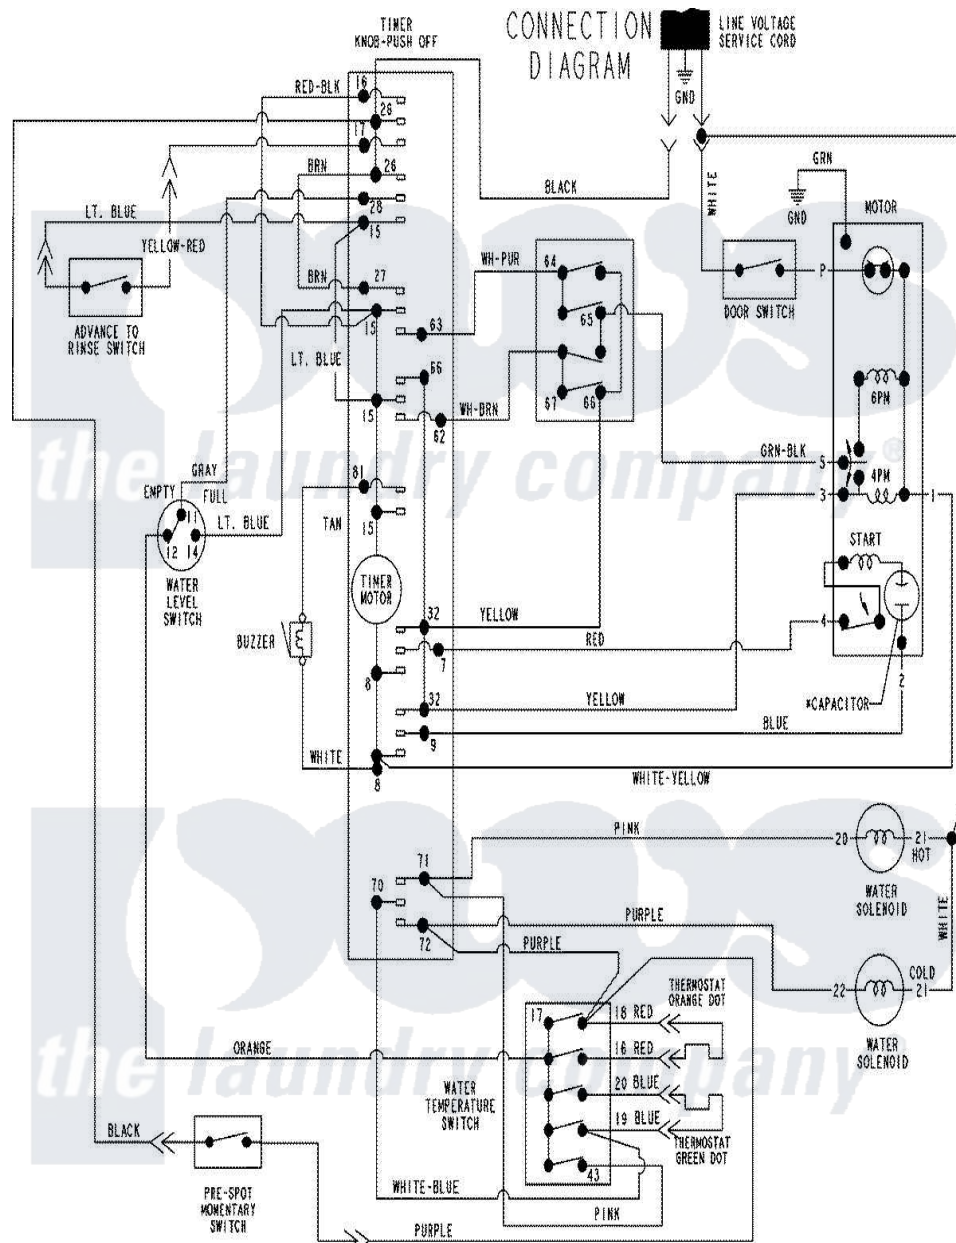 CONNECTION
DIAGRAM
TIMER
KNOB-PUSH OFF
LINE VOLTAGE
SERVICE CORD
GND
RED-BLK
16
28
17
BRN
26
BLACK
WHITE
GRN
GND
MOTOR
LT. BLUE
YELLOW-RED
28
15
ADVANCE TO
RINSE SWITCH
BRN
27
15
WH-PUR
64
63
65
DOOR SWITCH
P
LT. BLUE
66
15
62
WH-BRN
67
66
6PM
GRN-BLK
5
4PM
3
1
GRAY
EMPTY
FULL
11
12
14
LT. BLUE
WATER
LEVEL
SWITCH
81
TAN
15
TIMER
MOTOR
START
BUZZER
32
YELLOW
RED
7
4
6
2
32
YELLOW
*CAPACITOR
BLUE
9
WHITE
8
WHITE-YELLOW
PINK
20
21
HOT
WATER
SOLENOID
71
70
72
PURPLE
PURPLE
WHITE
COLD
22
21
WATER
SOLENOID
THERMOSTAT
ORANGE DOT
17
18 RED
ORANGE
16 RED
20 BLUE
19 BLUE
THERMOSTAT
GREEN DOT
WATER
TEMPERATURE
SWITCH
43
BLACK
PRE-SPOT
MOMENTARY
SWITCH
WHITE-BLUE
PINK
PURPLE
the laundry company®
the laundry company